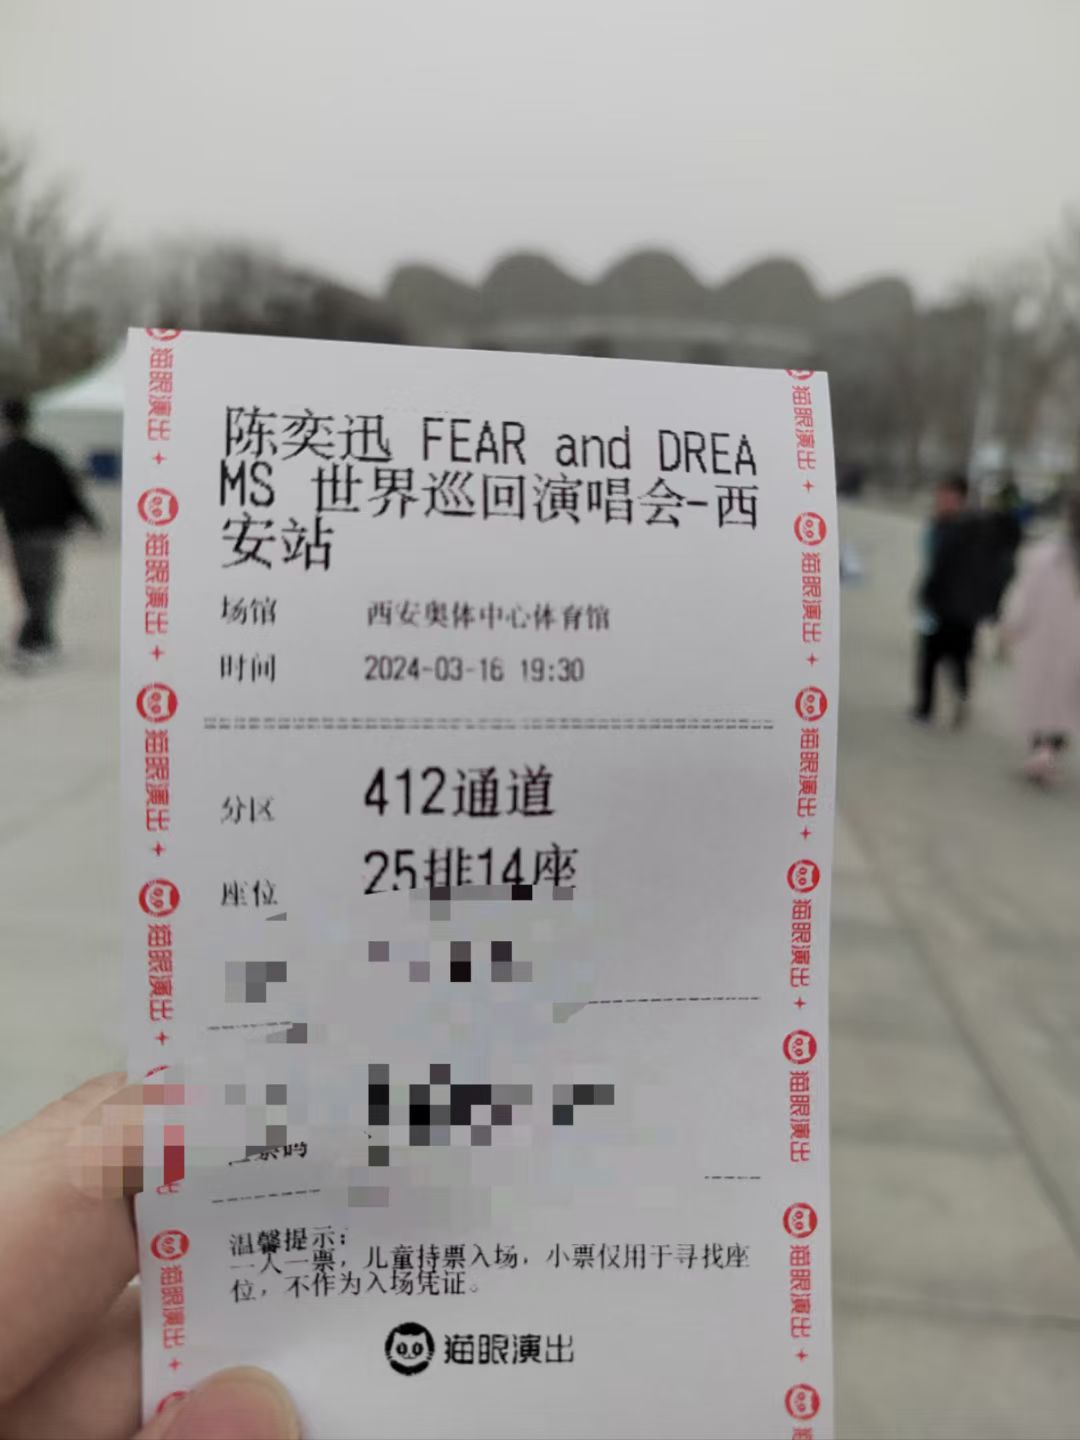 陈奕迅 FEAR and DREA
MS 世界巡回演唱会-西
安站
场馆 西安奥体中心体育馆
时间 2024-03-16 19:30
分区 412通道
座位 25排14座
温馨提示:
一人一票，儿童持票入场，小票仅用于寻找座
位，不作为入场凭证。
猫眼演出
猫眼演出
猫眼演出
猫眼演出
猫眼演出
猫眼演出
猫眼演出
猫眼演出
猫眼演出
猫眼演出
猫眼演出
猫眼演出